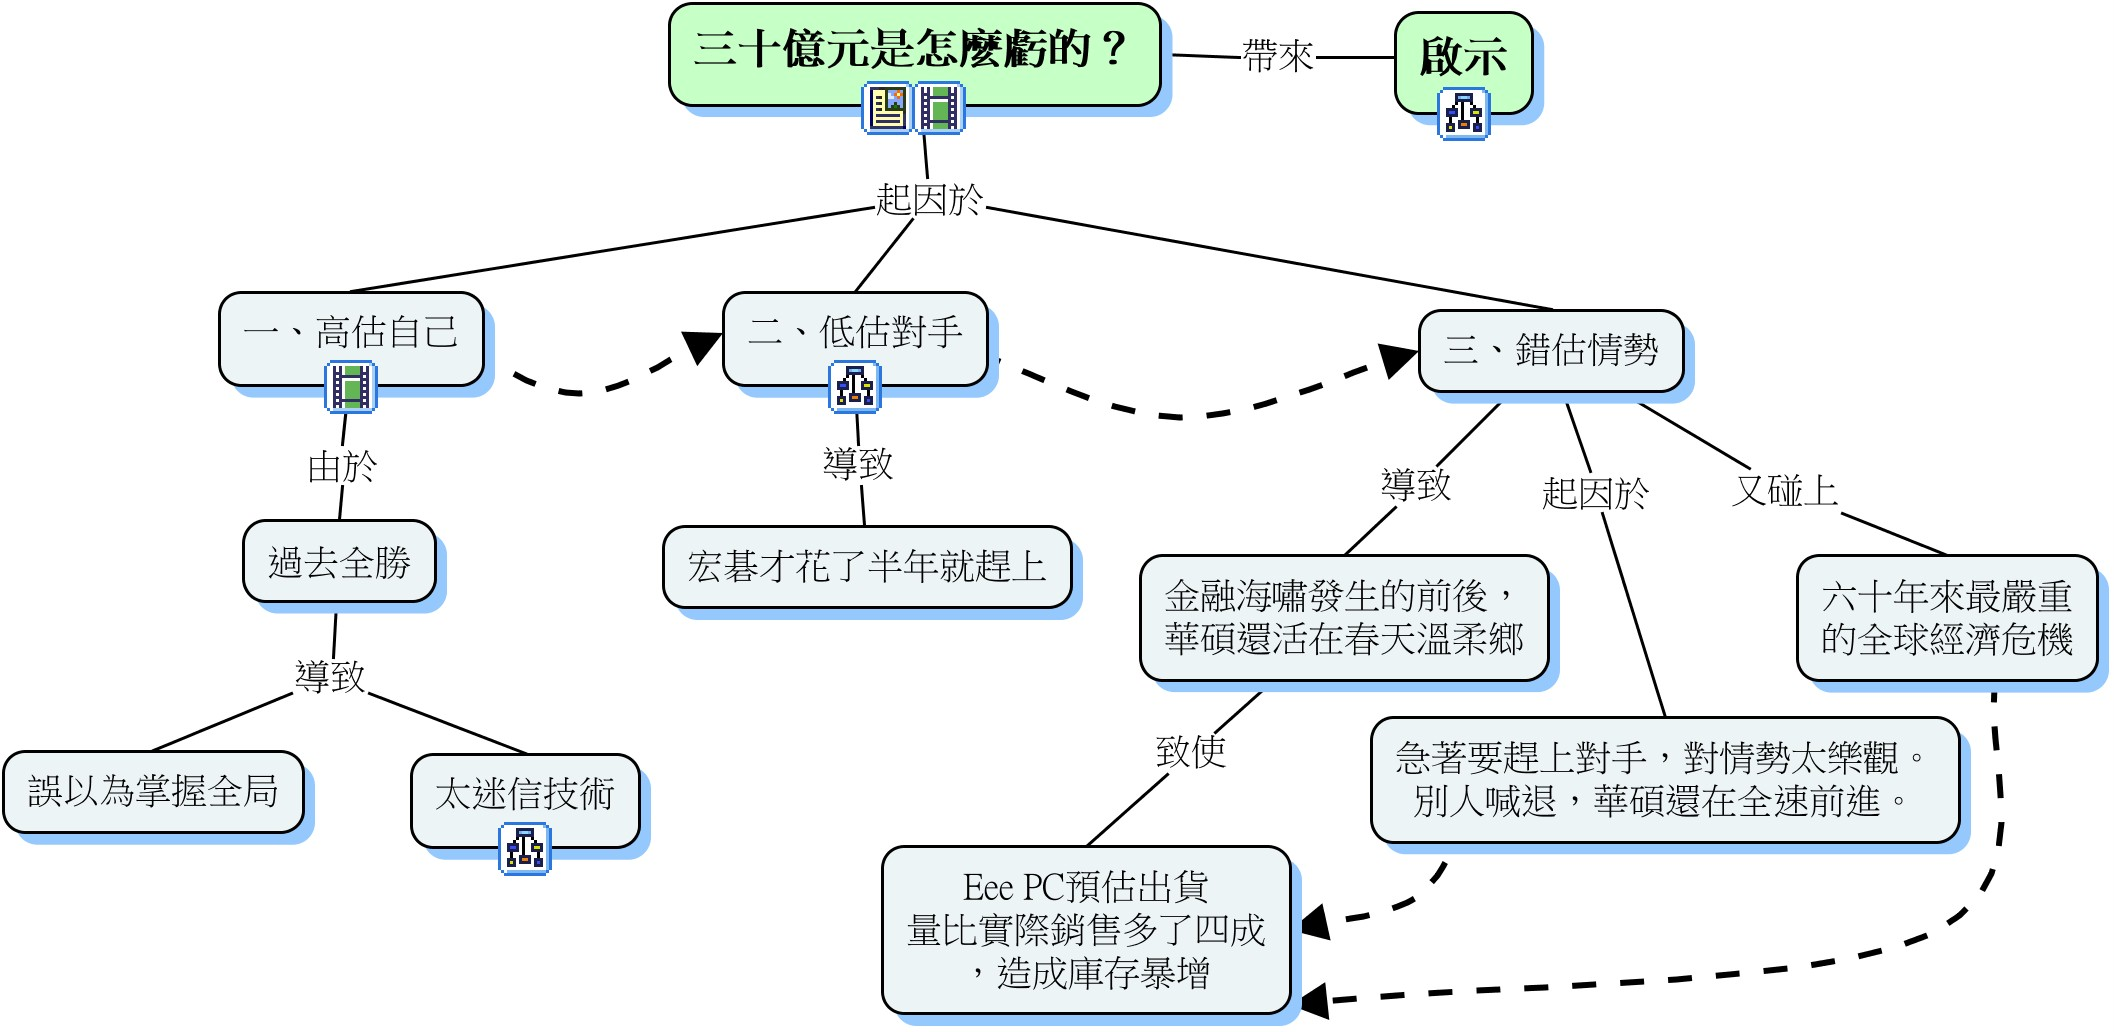 三十億元是怎麼虧的？
帶來
啟示
起因於
一、高估自己
二、低估對手
三、錯估情勢
由於
導致
導致
起因於
又碰上
過去全勝
宏碁才花了半年就趕上
金融海嘯發生的前後，
華碩還活在春天溫柔鄉
六十年來最嚴重
的全球經濟危機
導致
致使
誤以為掌握全局
太迷信技術
急著要趕上對手，對情勢太樂觀。
別人喊退，華碩還在全速前進。
Eee PC預估出貨
量比實際銷售多了四成
，造成庫存暴增